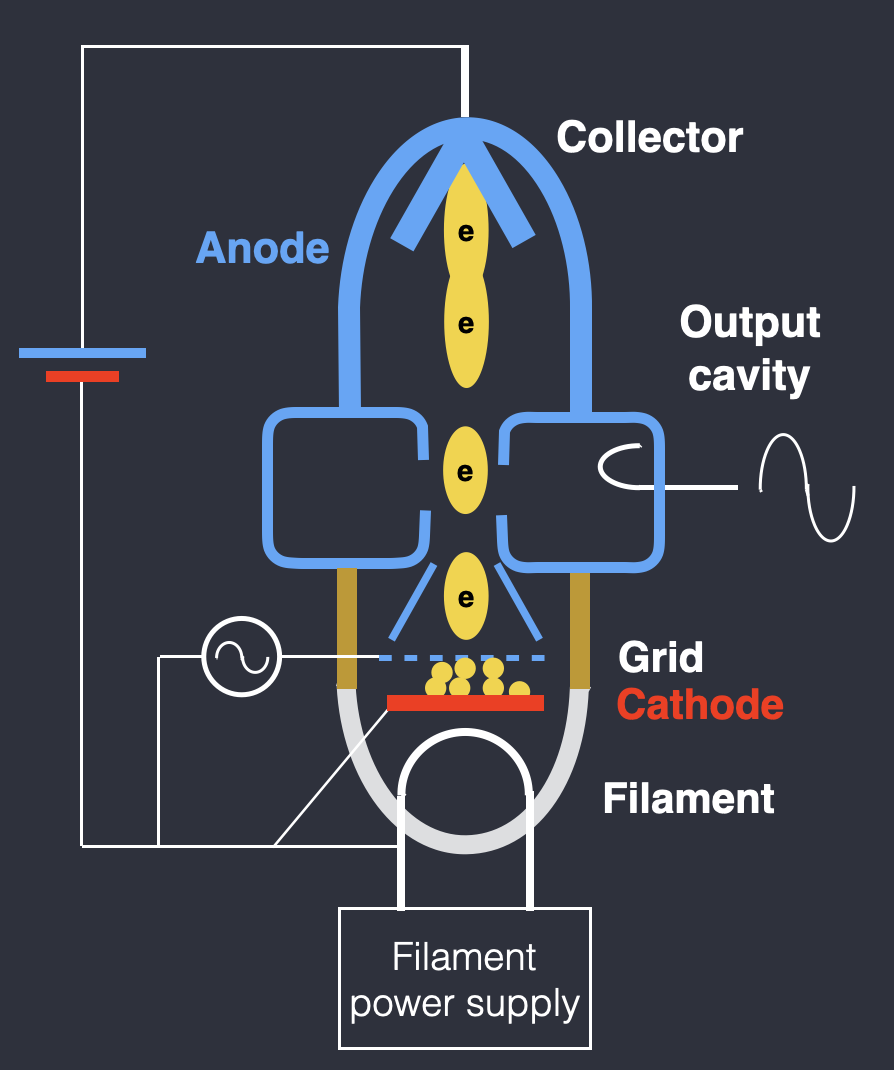 Collector
Anode
e
e
Output
cavity
e
e
Grid
Cathode
Filament
Filament
power supply